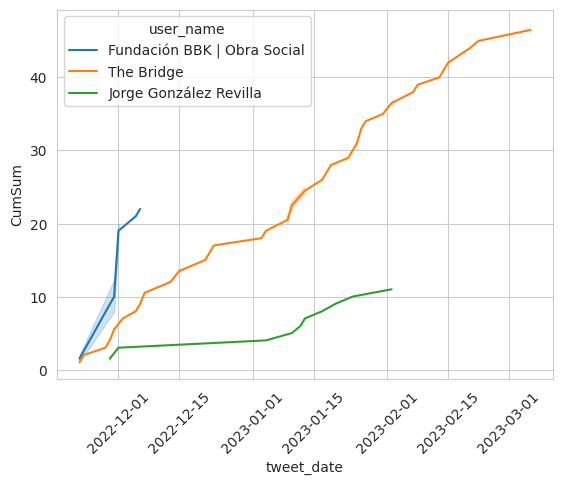 user_name
Fundación BBK | Obra Social
The Bridge
Jorge González Revilla
CumSum
40
30
20
10
0
2022-12-01
2022-12-15
2023-01-01
2023-01-15
2023-02-01
2023-02-15
2023-03-01
tweet_date